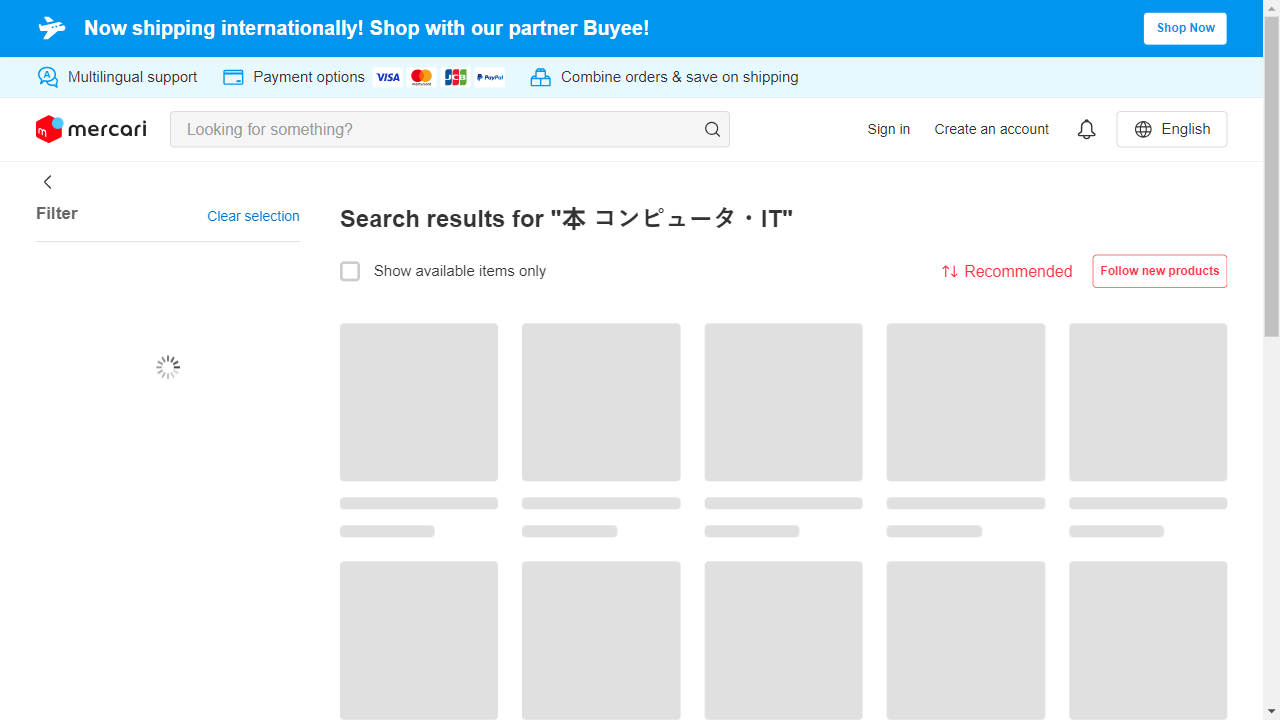 Now shipping internationally! Shop with our partner Buyee!
Shop Now
Multilingual support
Payment options
VISA
mastercard
JCB
PayPal
Combine orders & save on shipping
mercari
Looking for something?
Sign in
Create an account
English
Filter
Clear selection
Search results for "本 コンピュータ・IT"
Show available items only
Recommended
Follow new products